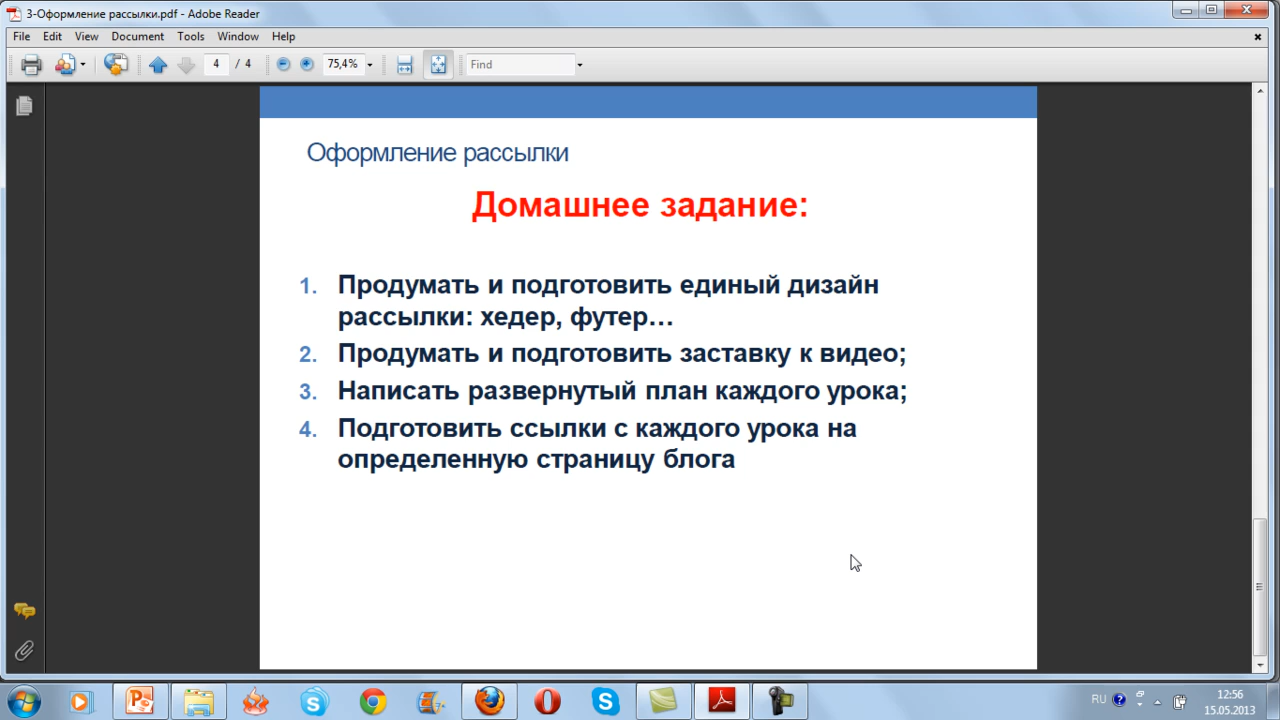 3-Оформление рассылки.pdf - Adobe Reader
File Edit View Document Tools Window Help
4 / 4 75,4% Find
Оформление рассылки
Домашнее задание:
1. Продумать и подготовить единый дизайн
рассылки: хедер, футер…
2. Продумать и подготовить заставку к видео;
3. Написать развернутый план каждого урока;
4. Подготовить ссылки с каждого урока на
определенную страницу блога
RU 12:56
15.05.2013